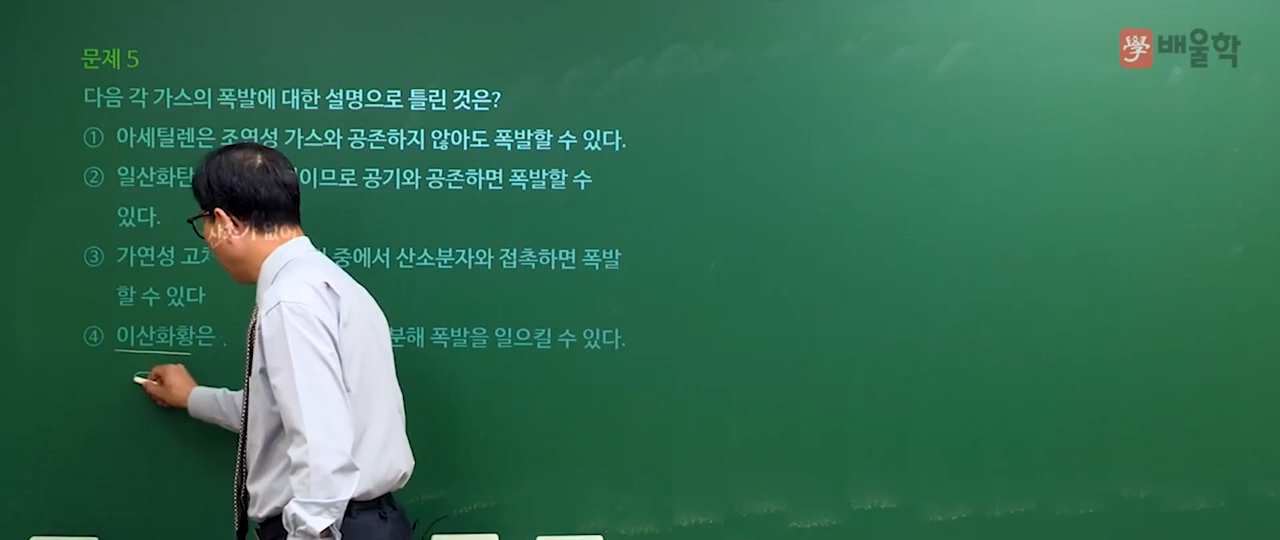 學 배울학
문제 5
다음 각 가스의 폭발에 대한 설명으로 틀린 것은?
① 아세틸렌은 조연성 가스와 공존하지 않아도 폭발할 수 있다.
② 일산화탄 이므로 공기와 공존하면 폭발할 수
있다.
③ 가연성 고체 중에서 산소분자와 접촉하면 폭발
할 수 있다
④ 이산화황은 분해 폭발을 일으킬 수 있다.